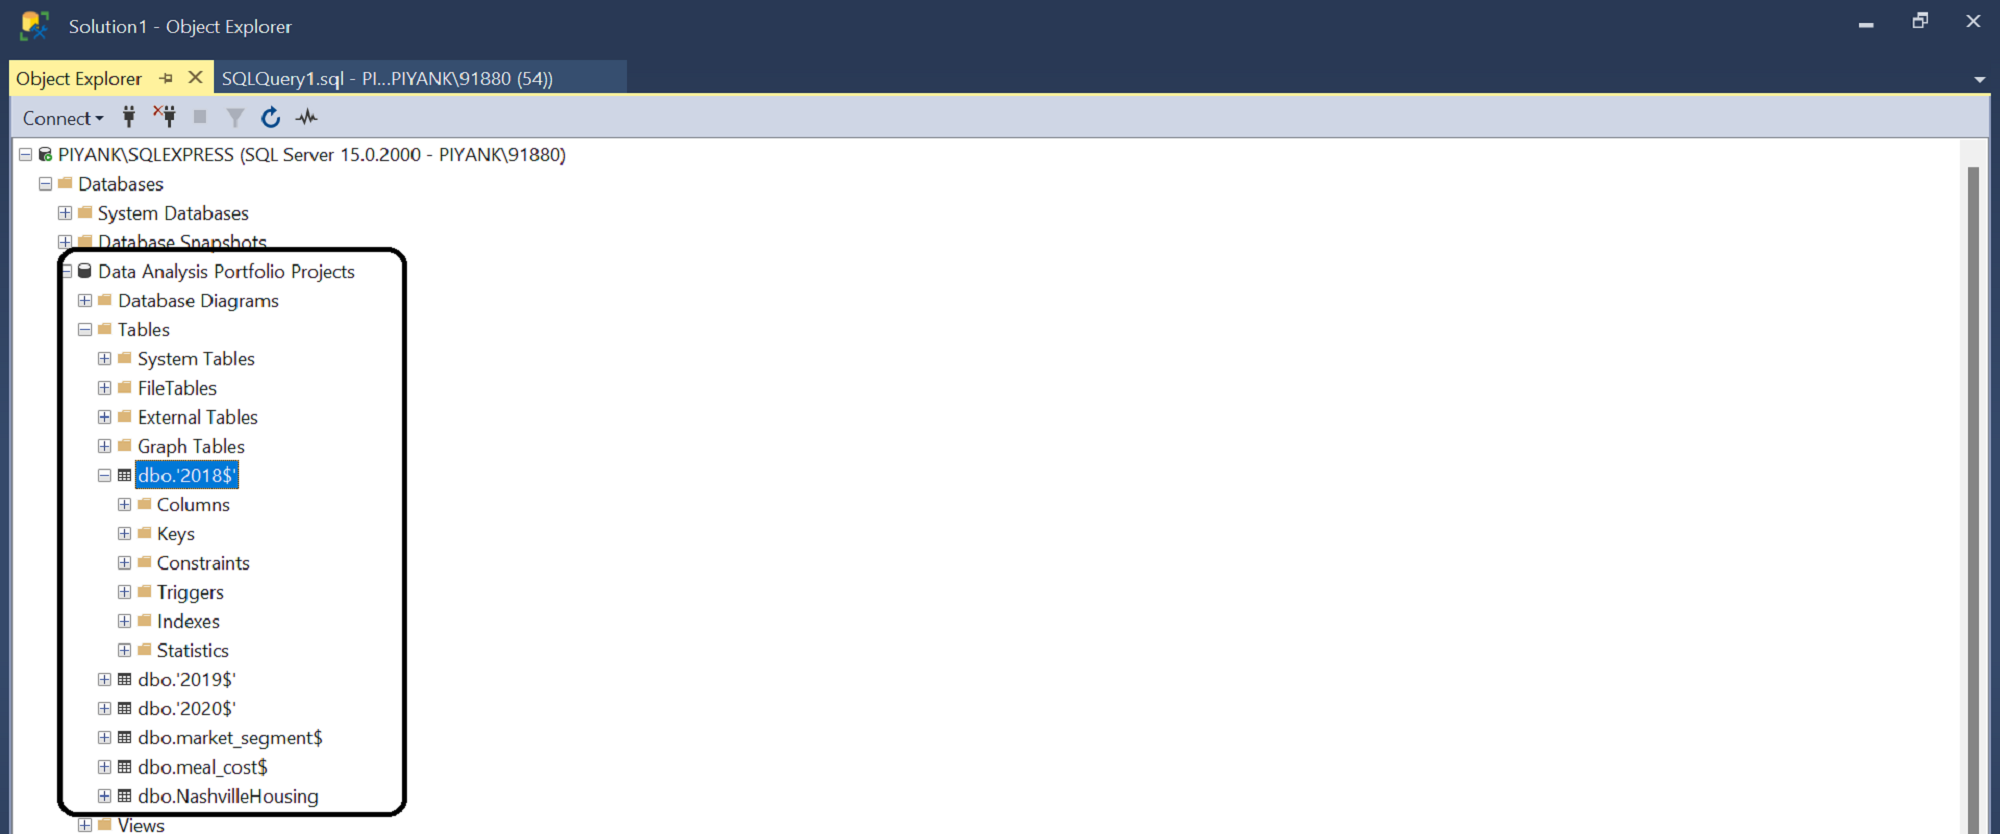 Solution1 - Object Explorer
Object Explorer
SQLQuery1.sql - PI...PIYANK\91880 (54))
Connect
PIYANK\SQLEXPRESS (SQL Server 15.0.2000 - PIYANK\91880)
Databases
System Databases
Database Snapshots
Data Analysis Portfolio Projects
Database Diagrams
Tables
System Tables
FileTables
External Tables
Graph Tables
dbo.'2018$'
Columns
Keys
Constraints
Triggers
Indexes
Statistics
dbo.'2019$'
dbo.'2020$'
dbo.market_segment$
dbo.meal_cost$
dbo.NashvilleHousing
Views